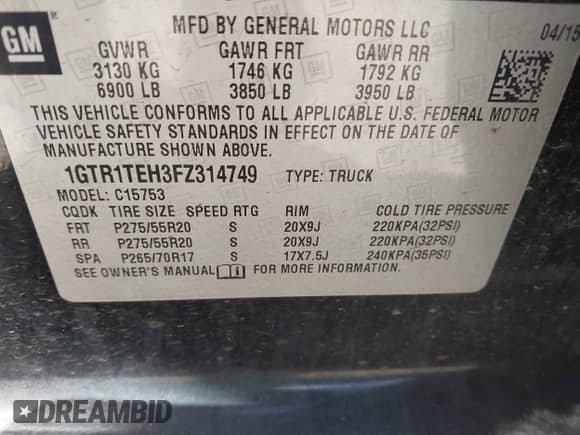 GM
MFD BY GENERAL MOTORS LLC 04/15
GVWR GAWR FRT GAWR RR
3130 KG 1746 KG 1792 KG
6900 LB 3850 LB 3950 LB
THIS VEHICLE CONFORMS TO ALL APPLICABLE U.S. FEDERAL MOTOR
VEHICLE SAFETY STANDARDS IN EFFECT ON THE DATE OF
MANUFACTURE SHOWN ABOVE.
1GTR1TEH3FZ314749 TYPE: TRUCK
MODEL: C15753
CQDK TIRE SIZE SPEED RTG RIM
FRT P275/55R20 S 20X9J 220KPA(32PSI)
RR P275/55R20 S 20X9J 220KPA(32PSI)
SPA P265/70R17 S 17X7.5J 240KPA(35PSI)
SEE OWNER'S MANUAL FOR MORE INFORMATION.
DREAMBID